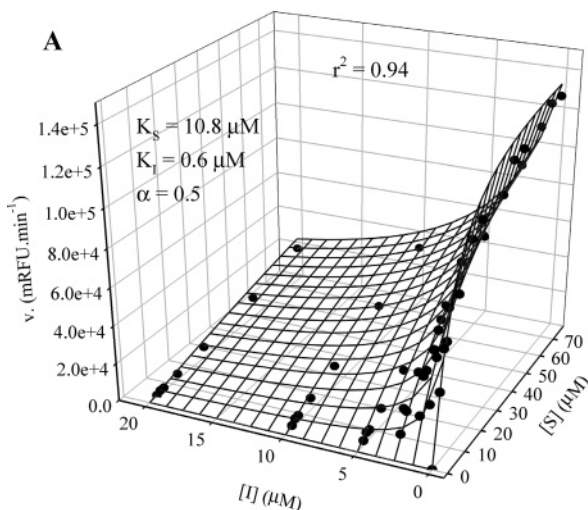 A
r² = 0.94
K_S = 10.8 μM
K_I = 0.6 μM
α = 0.5
v. (mRFU.min⁻¹)
1.4e+5
1.2e+5
1.0e+5
8.0e+4
6.0e+4
4.0e+4
2.0e+4
0.0
20
15
10
5
0
[I] (μM)
70
60
50
40
30
20
10
0
[S] (μM)